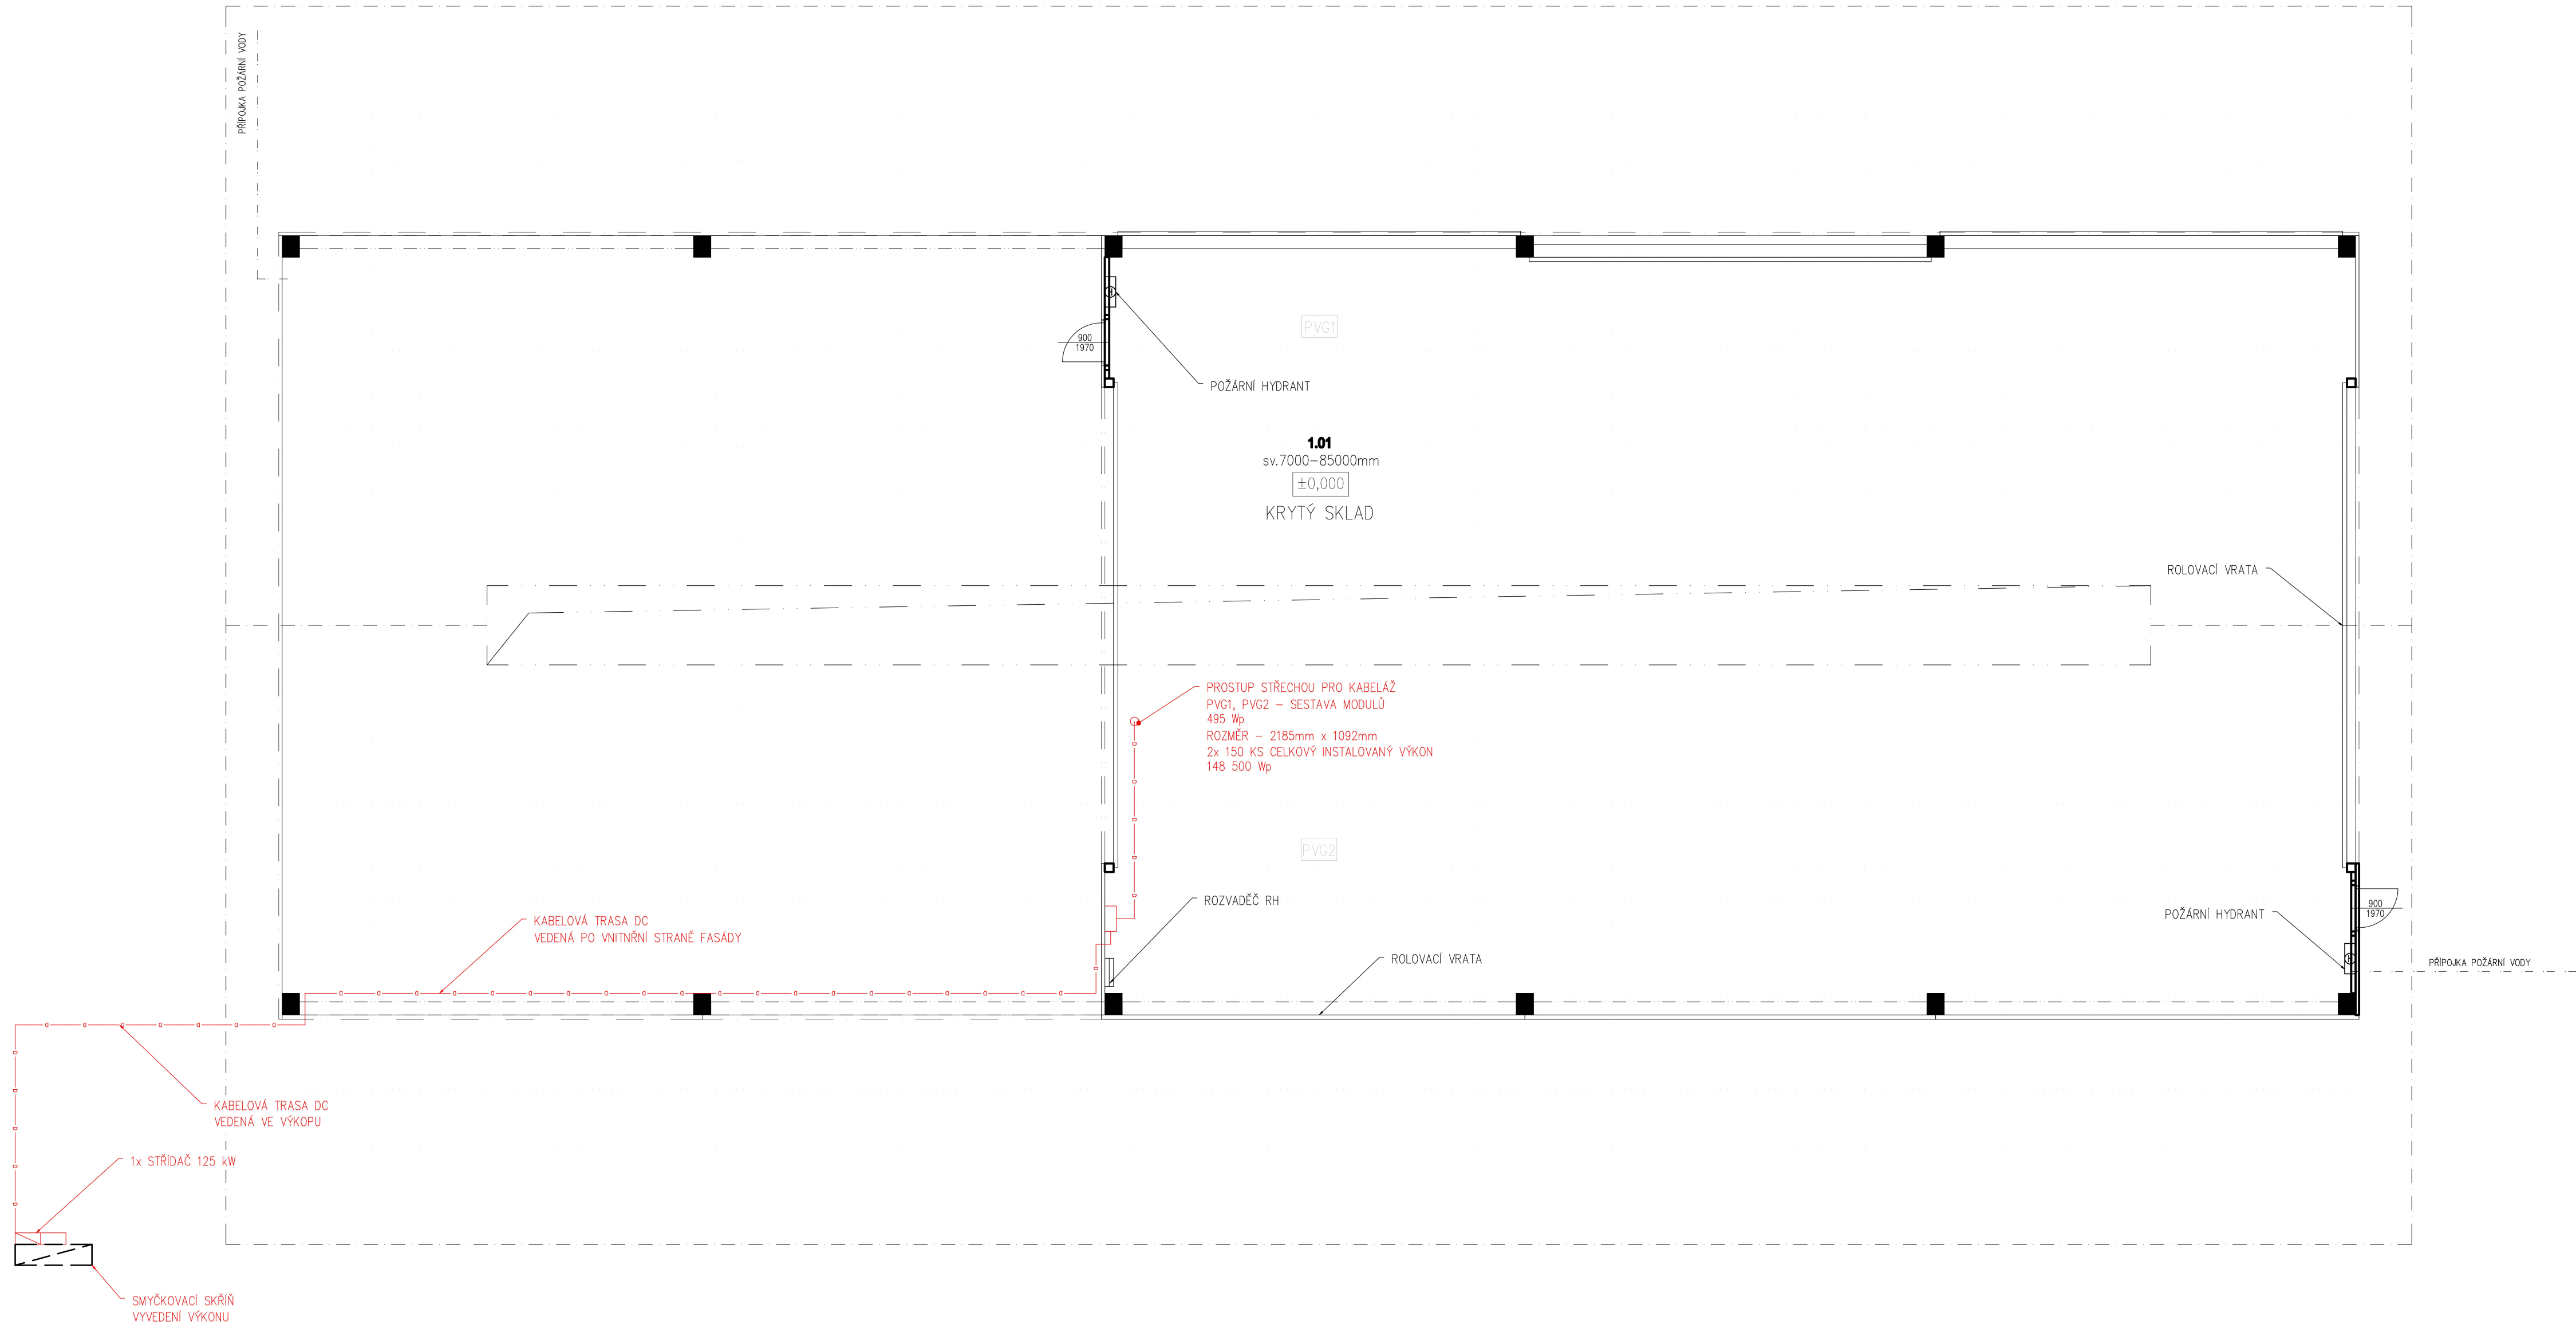 PŘÍPOJKA POŽÁRNÍ VODY
PVG1
900
1970
POŽÁRNÍ HYDRANT
1.01
sv.7000-85000mm
±0,000
KRYTÝ SKLAD
ROLOVACÍ VRATA
PROSTUP STŘECHOU PRO KABELÁŽ
PVG1, PVG2 - SESTAVA MODULŮ
495 Wp
ROZMĚR - 2185mm x 1092mm
2x 150 KS CELKOVÝ INSTALOVANÝ VÝKON
148 500 Wp
PVG2
ROZVADĚČ RH
KABELOVÁ TRASA DC
VEDENÁ PO VNITNŘNÍ STRANĚ FASÁDY
POŽÁRNÍ HYDRANT
900
1970
ROLOVACÍ VRATA
PŘÍPOJKA POŽÁRNÍ VODY
KABELOVÁ TRASA DC
VEDENÁ VE VÝKOPU
1x STŘÍDAČ 125 kW
SMYČKOVACÍ SKŘÍŇ
VYVEDENÍ VÝKONU